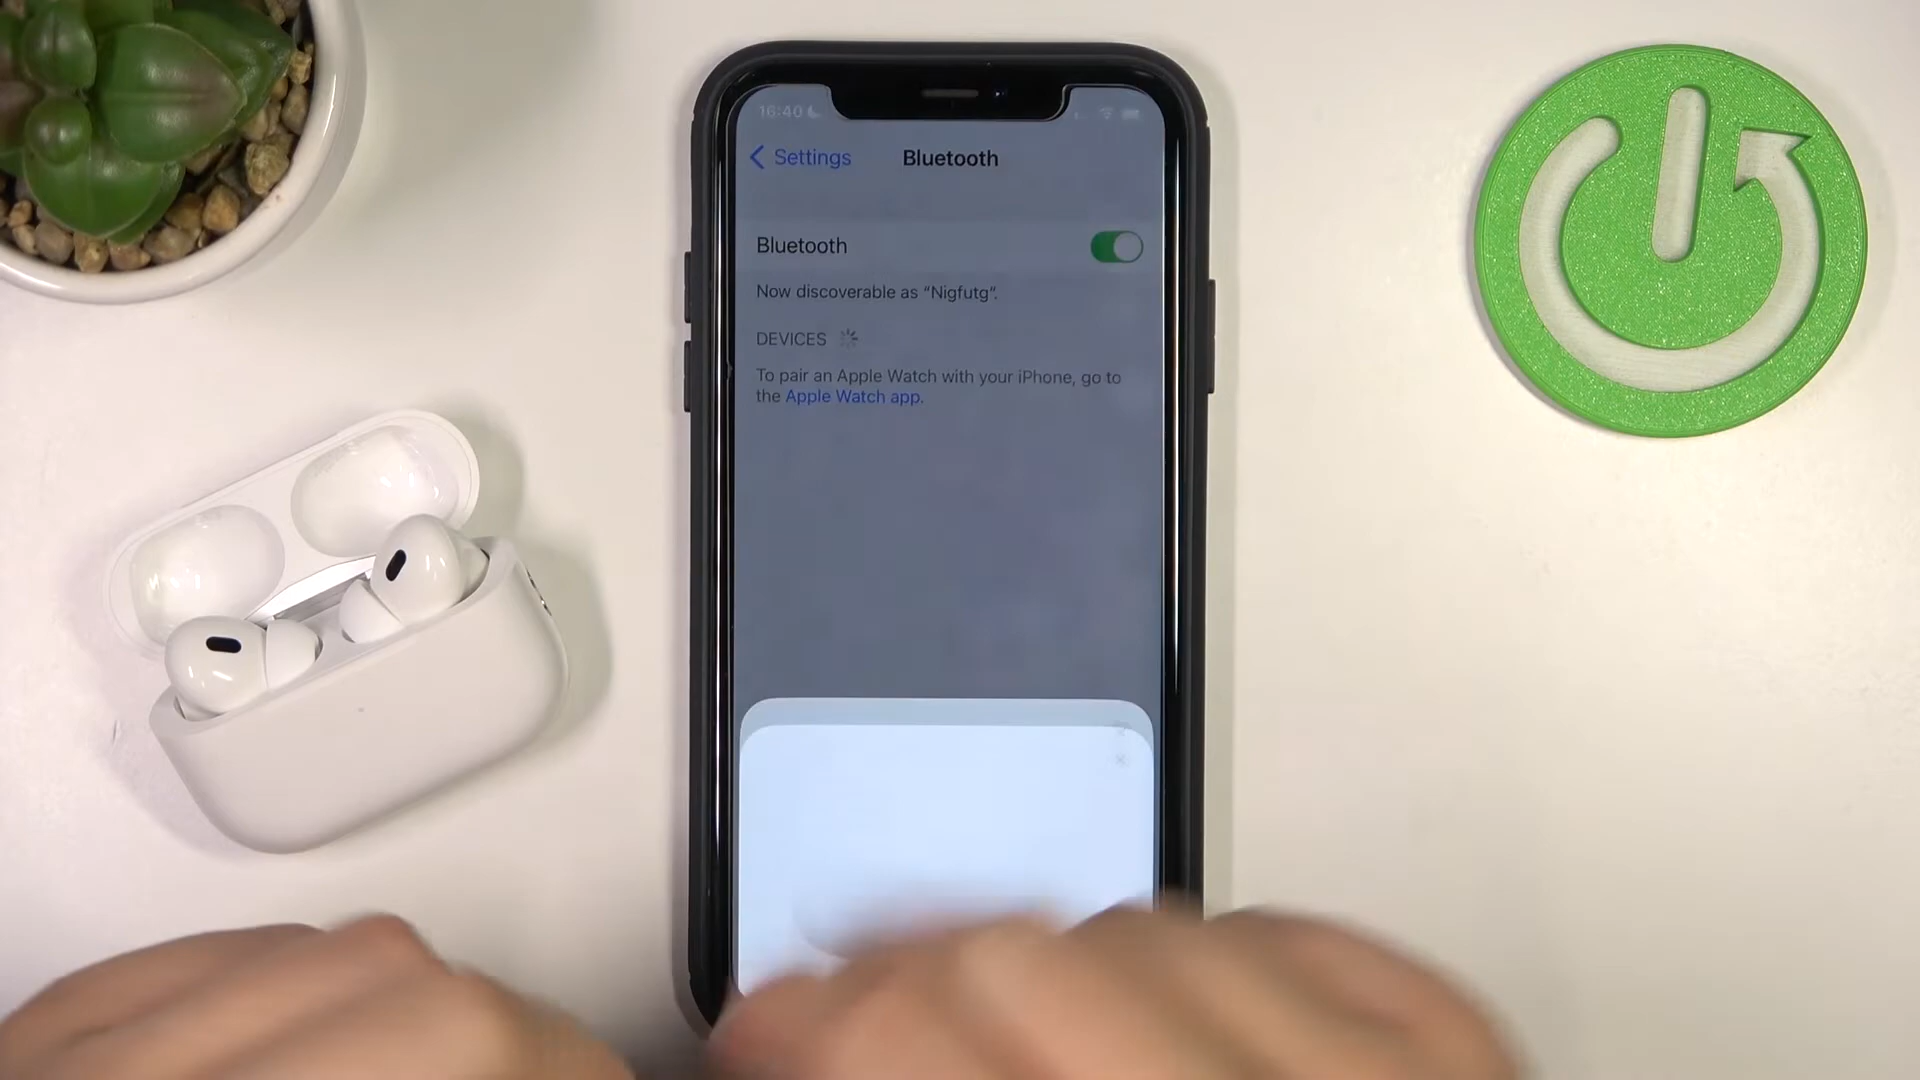 16:40
Settings
Bluetooth
Bluetooth
Now discoverable as “Nigfutg“.
DEVICES
To pair an Apple Watch with your iPhone, go to
the Apple Watch app.